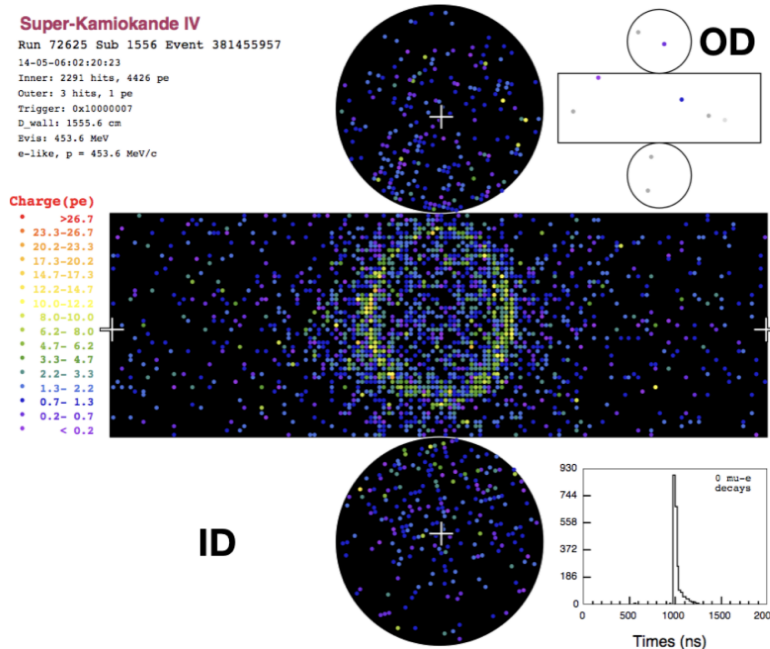 Super-Kamiokande IV
Run 72625 Sub 1556 Event 381455957
14-05-06:02:20:23
Inner: 2291 hits, 4426 pe
Outer: 3 hits, 1 pe
Trigger: 0x10000007
D_wall: 1555.6 cm
Evis: 453.6 MeV
e-like, p = 453.6 MeV/c
OD
Charge(pe)
>26.7
23.3-26.7
20.2-23.3
17.3-20.2
14.7-17.3
12.2-14.7
10.0-12.2
8.0-10.0
6.2- 8.0
4.7- 6.2
3.3- 4.7
2.2- 3.3
1.3- 2.2
0.7- 1.3
0.2- 0.7
< 0.2
ID
930
744
558
372
186
0
0 mu-e
decays
0 500 1000 1500 200
Times (ns)